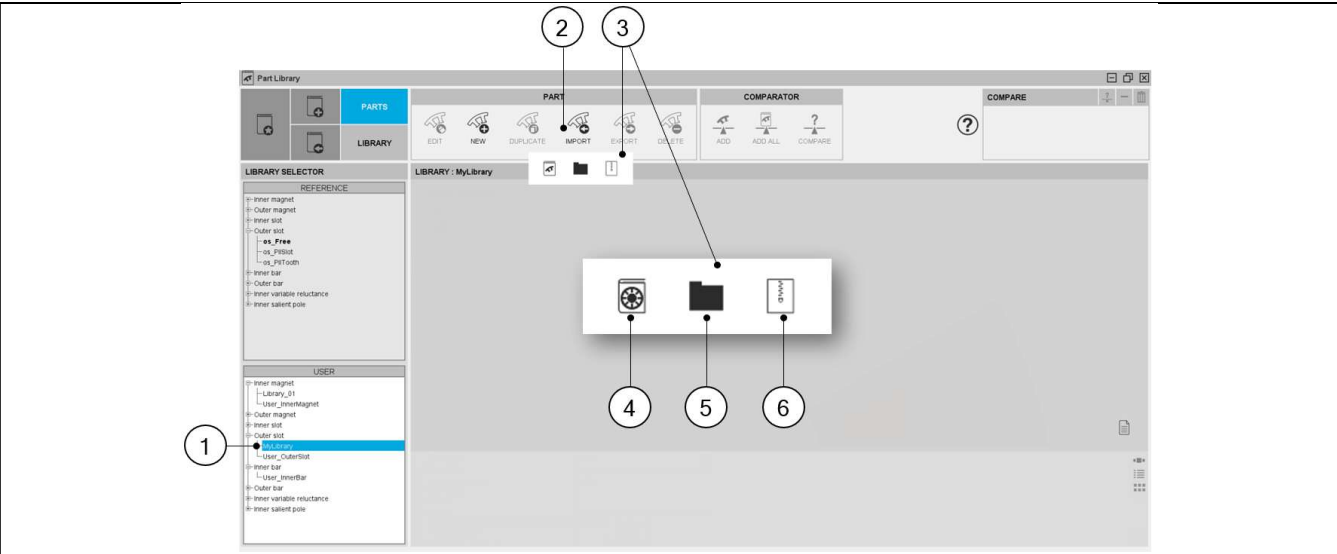 2
3
Part Library
PARTS
LIBRARY
PART
EDIT
NEW
DUPLICATE
IMPORT
EXPORT
DELETE
COMPARATOR
ADD
ADD ALL
COMPARE
?
COMPARE
LIBRARY SELECTOR
LIBRARY : MyLibrary
REFERENCE
Inner magnet
Outer magnet
Inner slot
Outer slot
os_Free
os_PllSlot
os_PllTooth
Inner bar
Outer bar
Inner variable reluctance
Inner salient pole
4
5
6
USER
Inner magnet
Library_01
User_InnerMagnet
Outer magnet
Inner slot
Outer slot
1
MyLibrary
User_OuterSlot
Inner bar
User_InnerBar
Outer bar
Inner variable reluctance
Inner salient pole